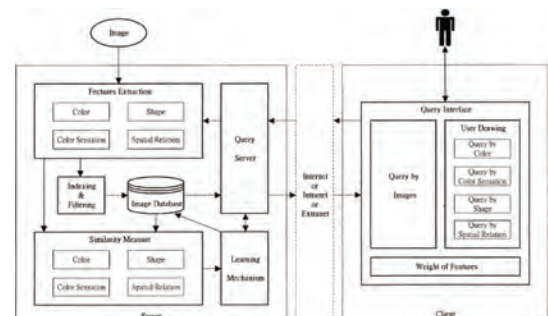 Image
Features Extraction
Color
Shape
Color Sensation
Spatial Relation
Indexing
&
Filtering
Image Database
Query
Server
Similarity Measure
Color
Shape
Color Sensation
Spatial Relation
Learning
Mechanism
Internet
or
Intranet
or
Extranet
Query Interface
Query by
Images
User Drawing
Query by
Color
Query by
Color Sensation
Query by
Shape
Query by
Spatial Relation
Weight of Features
Client